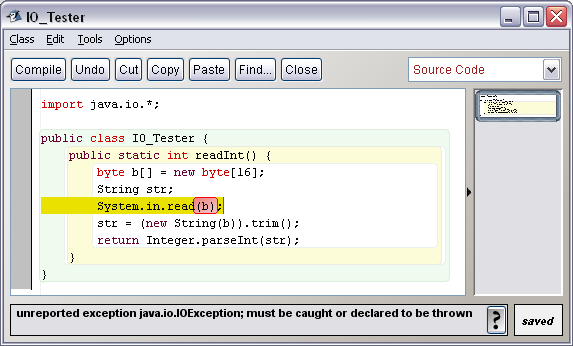 IO_Tester
Class Edit Tools Options
Compile Undo Cut Copy Paste Find... Close Source Code
import java.io.*;
public class IO_Tester {
public static int readInt() {
byte b[] = new byte[16];
String str;
System.in.read(b);
str = (new String(b)).trim();
return Integer.parseInt(str);
}
}
unreported exception java.io.IOException; must be caught or declared to be thrown ? saved